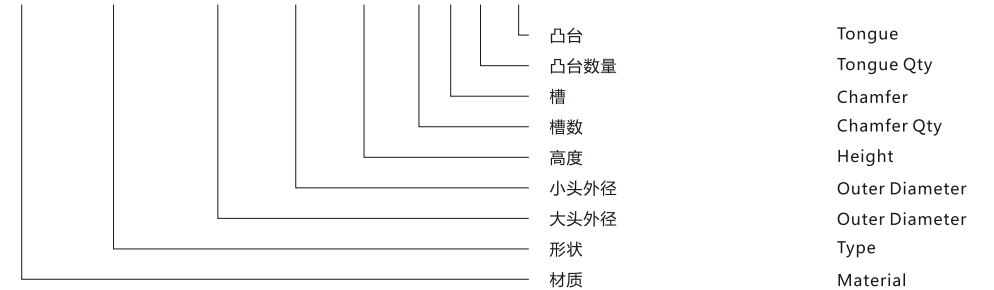 凸台 Tongue
凸台数量 Tongue Qty
槽 Chamfer
槽数 Chamfer Qty
高度 Height
小头外径 Outer Diameter
大头外径 Outer Diameter
形状 Type
材质 Material